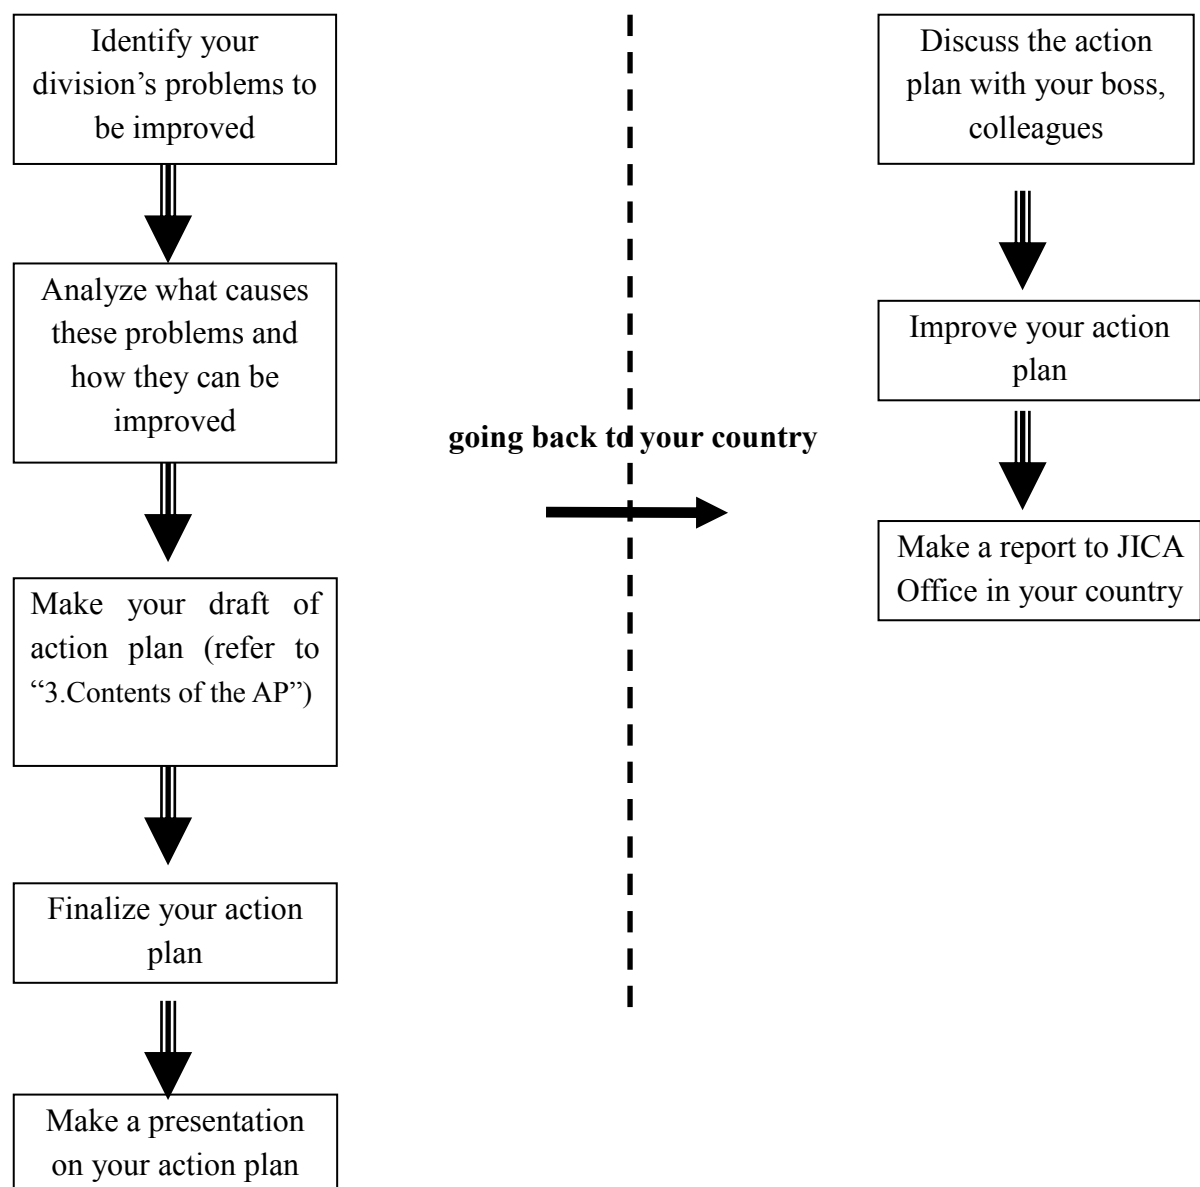 Identify your
division’s problems to
be improved
Analyze what causes
these problems and
how they can be
improved
Make your draft of
action plan (refer to
“3.Contents of the AP”)
Finalize your action
plan
Make a presentation
on your action plan
going back to your country
Discuss the action
plan with your boss,
colleagues
Improve your action
plan
Make a report to JICA
Office in your country